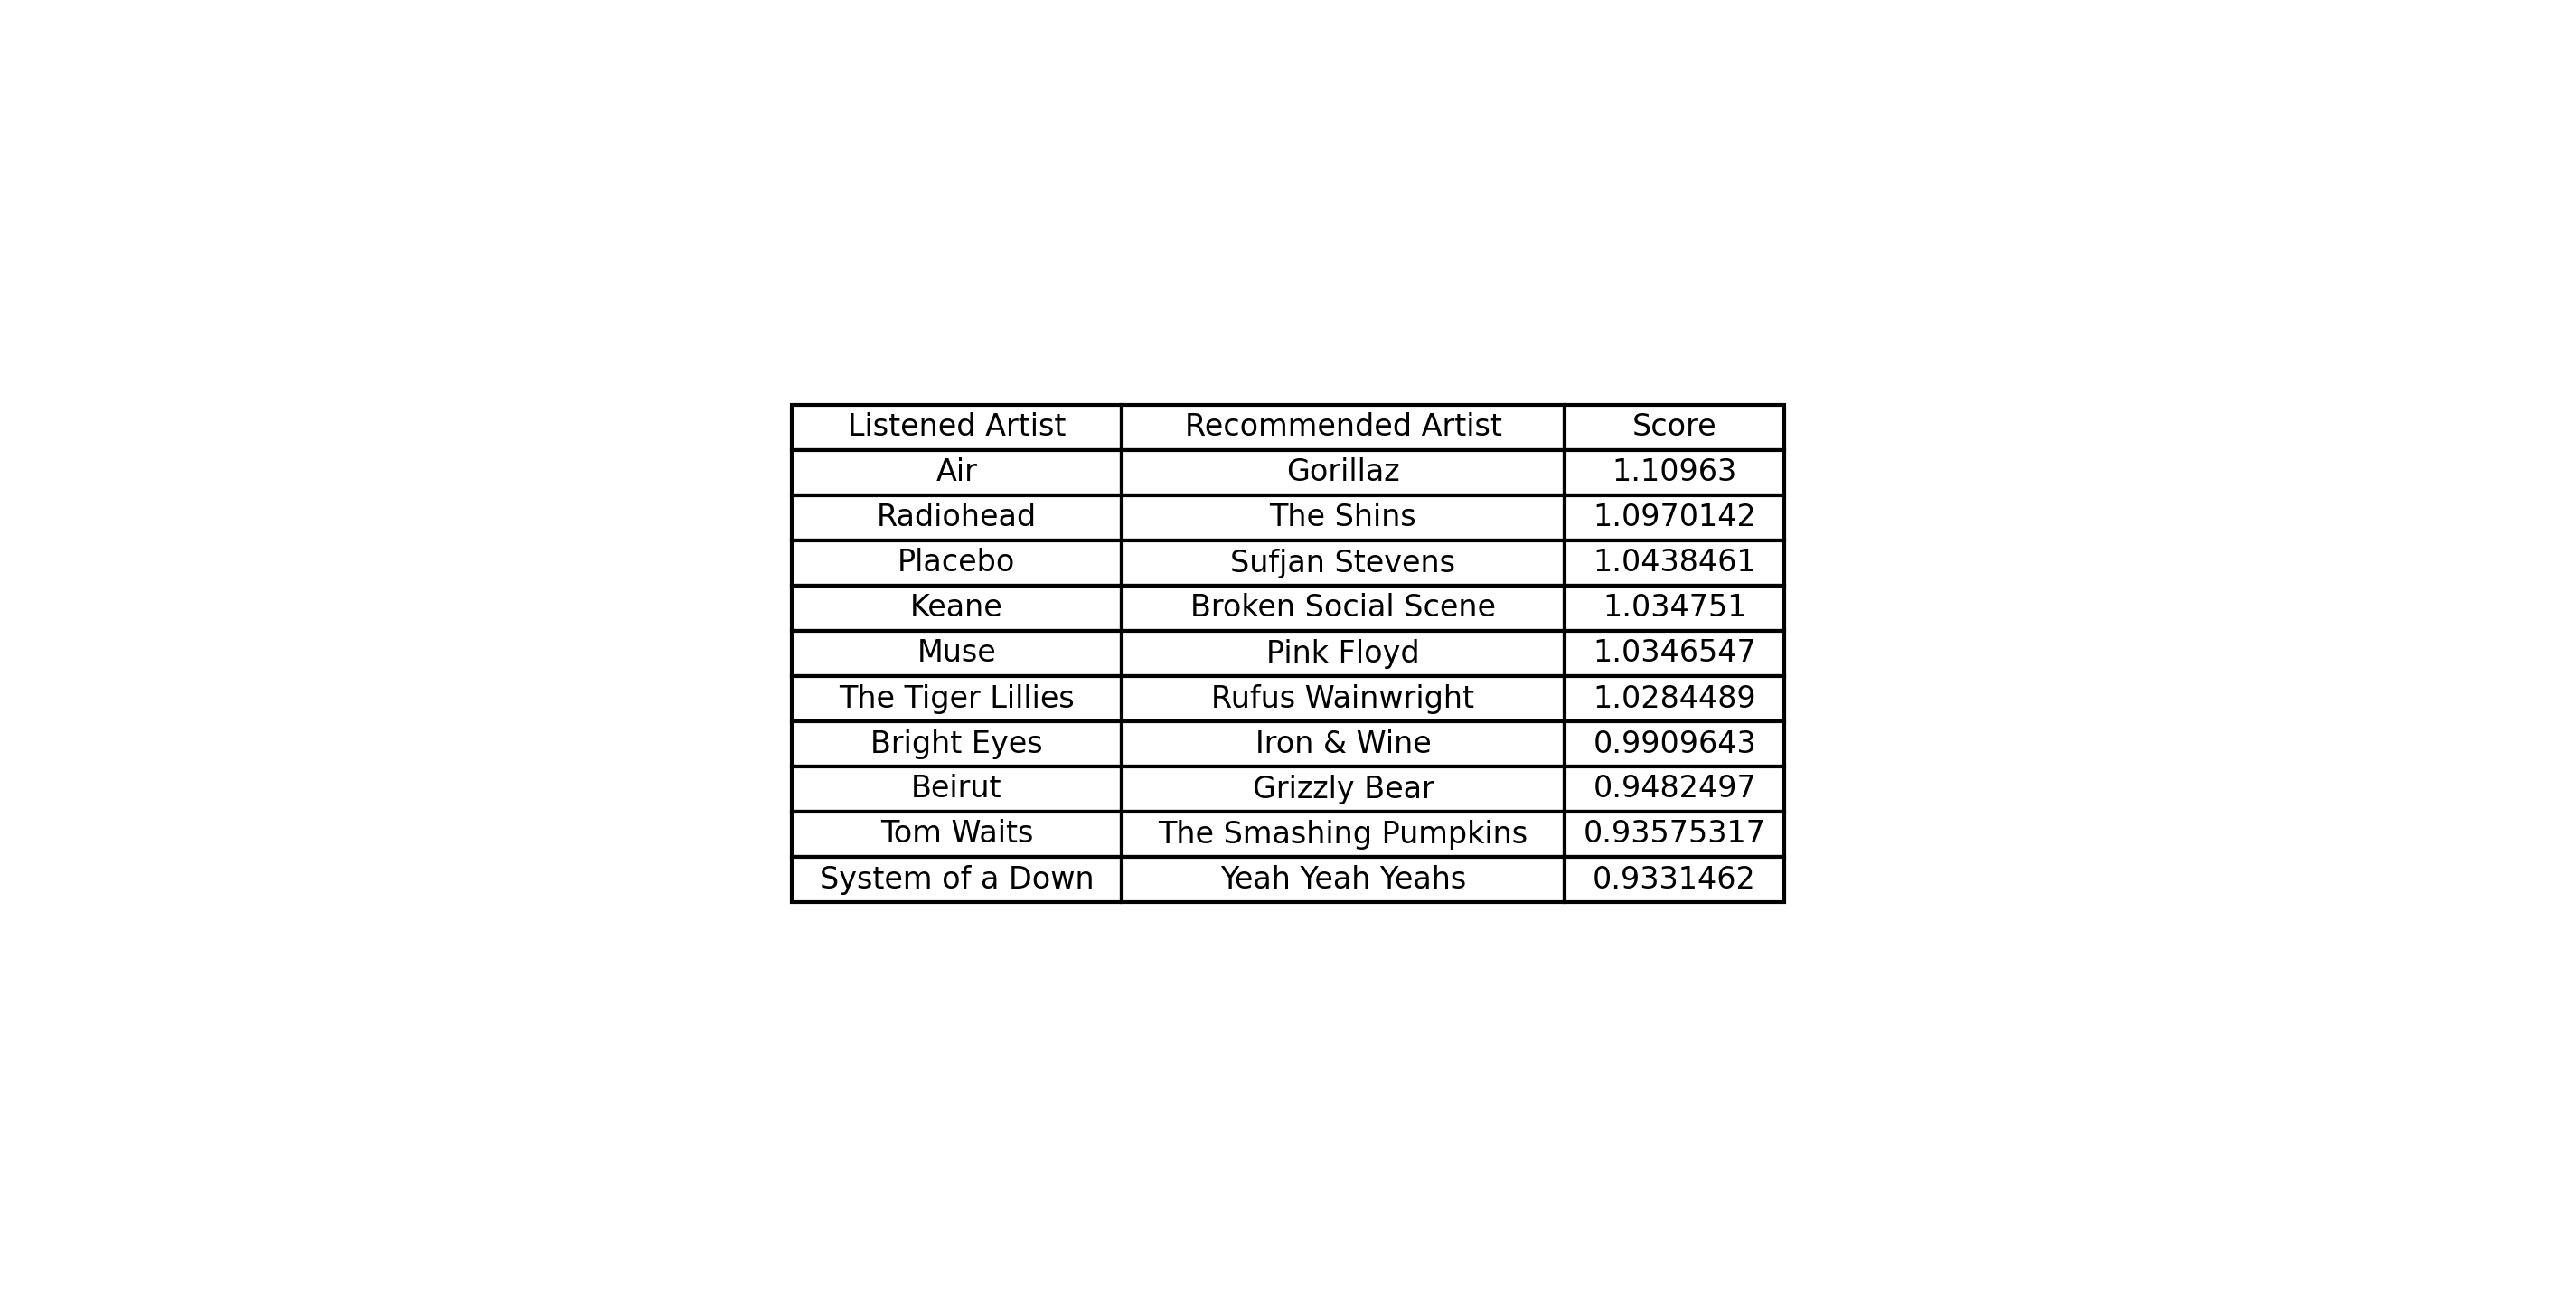 Listened Artist Recommended Artist Score
Air Gorillaz 1.10963
Radiohead The Shins 1.0970142
Placebo Sufjan Stevens 1.0438461
Keane Broken Social Scene 1.034751
Muse Pink Floyd 1.0346547
The Tiger Lillies Rufus Wainwright 1.0284489
Bright Eyes Iron & Wine 0.9909643
Beirut Grizzly Bear 0.9482497
Tom Waits The Smashing Pumpkins 0.93575317
System of a Down Yeah Yeah Yeahs 0.9331462